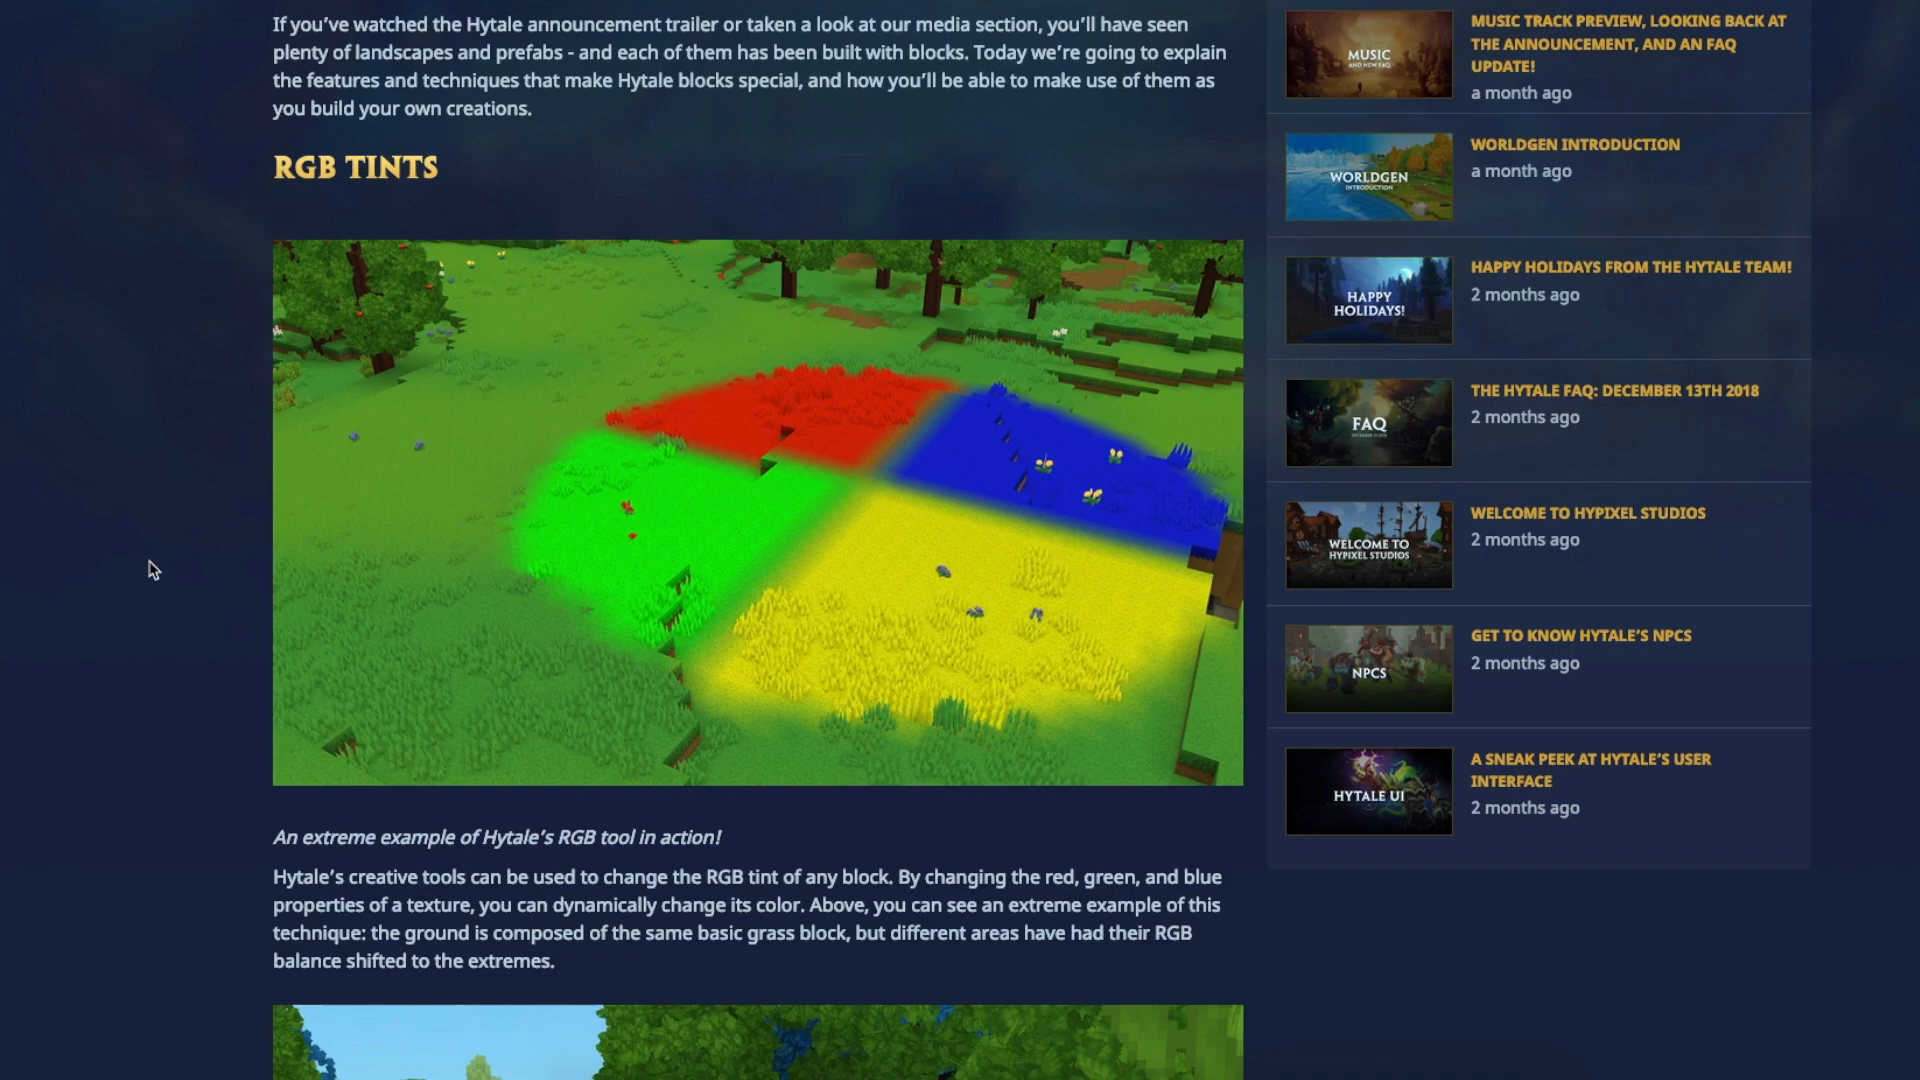 If you’ve watched the Hytale announcement trailer or taken a look at our media section, you’ll have seen
plenty of landscapes and prefabs - and each of them has been built with blocks. Today we’re going to explain
the features and techniques that make Hytale blocks special, and how you’ll be able to make use of them as
you build your own creations.
RGB TINTS
An extreme example of Hytale’s RGB tool in action!
Hytale’s creative tools can be used to change the RGB tint of any block. By changing the red, green, and blue
properties of a texture, you can dynamically change its color. Above, you can see an extreme example of this
technique: the ground is composed of the same basic grass block, but different areas have had their RGB
balance shifted to the extremes.
MUSIC
AND NEW FAQ
MUSIC TRACK PREVIEW, LOOKING BACK AT
THE ANNOUNCEMENT, AND AN FAQ
UPDATE!
a month ago
WORLDGEN
INTRODUCTION
WORLDGEN INTRODUCTION
a month ago
HAPPY
HOLIDAYS!
HAPPY HOLIDAYS FROM THE HYTALE TEAM!
2 months ago
FAQ
DECEMBER 13 2018
THE HYTALE FAQ: DECEMBER 13TH 2018
2 months ago
WELCOME TO
HYPIXEL STUDIOS
WELCOME TO HYPIXEL STUDIOS
2 months ago
NPCS
GET TO KNOW HYTALE’S NPCS
2 months ago
HYTALE UI
A SNEAK PEEK AT HYTALE’S USER
INTERFACE
2 months ago